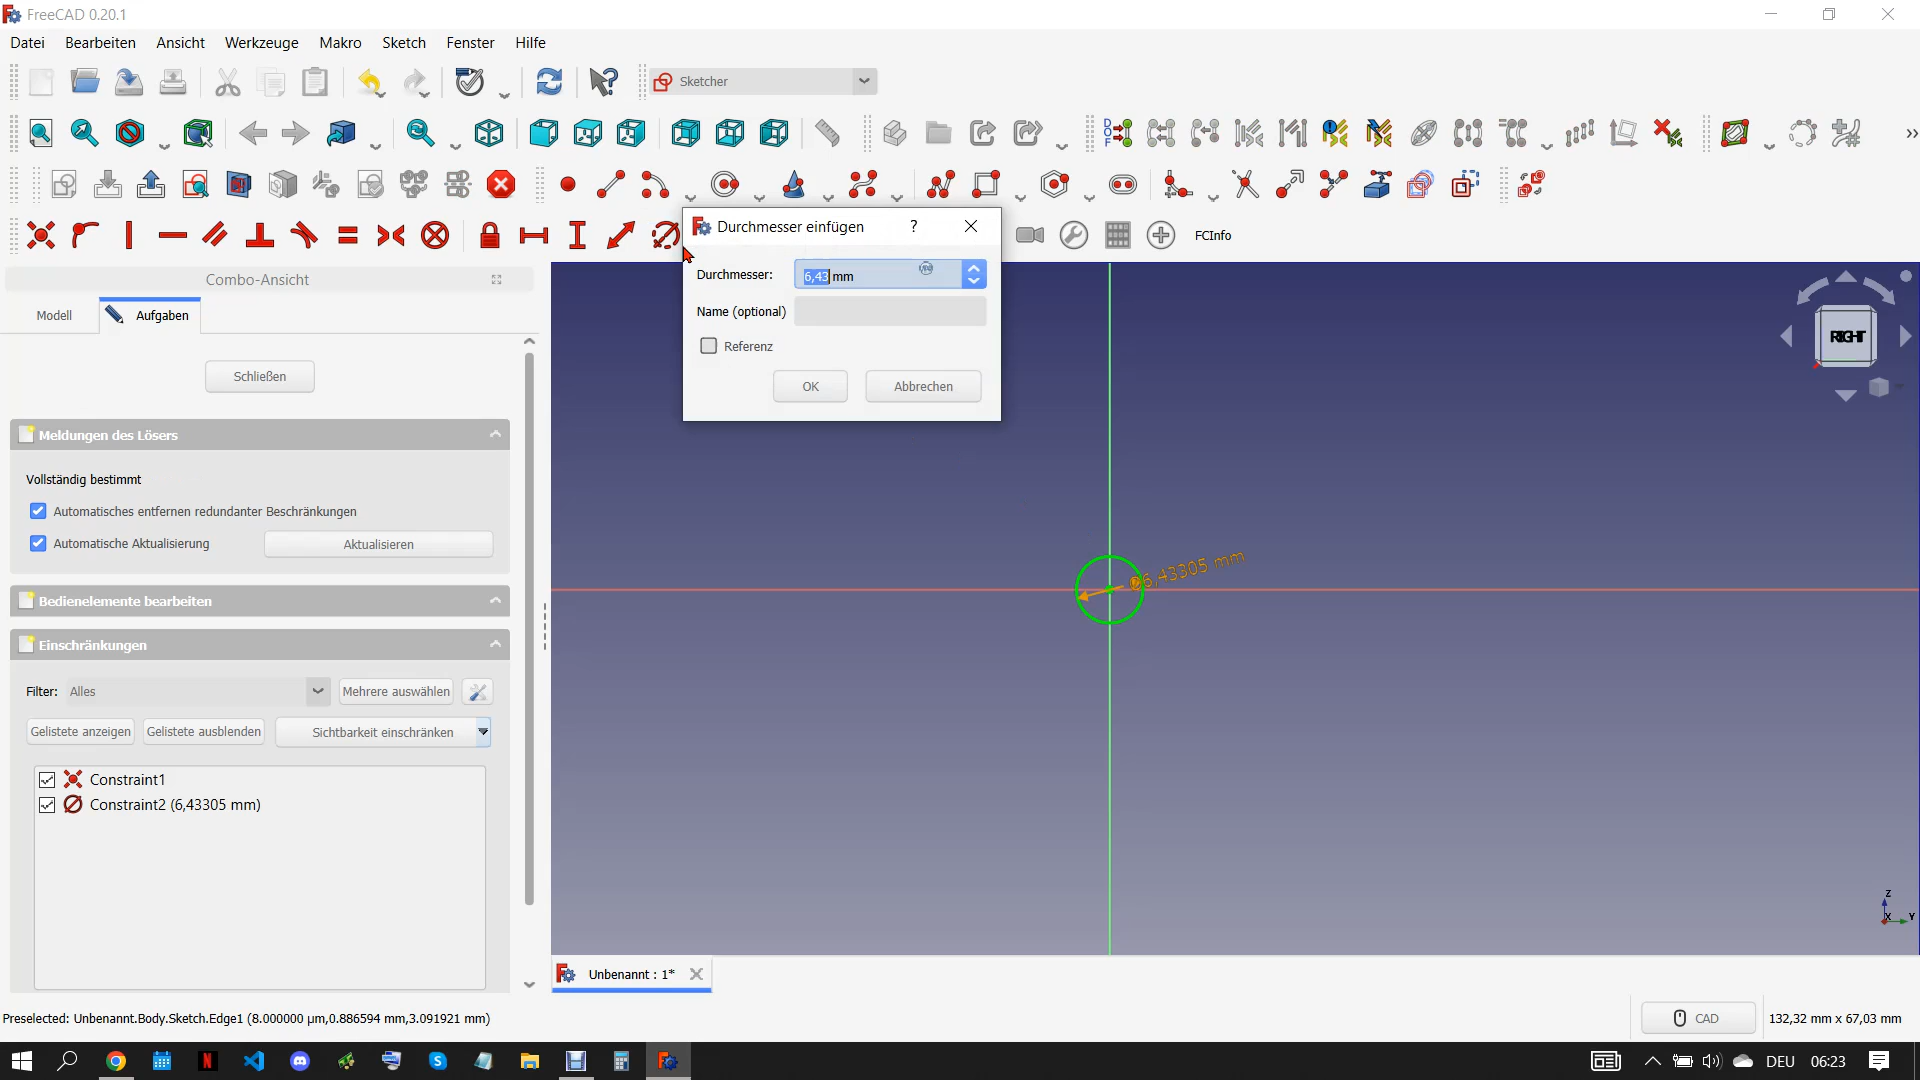 FreeCAD 0.20.1
Datei Bearbeiten Ansicht Werkzeuge Makro Sketch Fenster Hilfe
Sketcher
DOF
FCInfo
Durchmesser einfügen ?
Durchmesser: 6,43 mm
Name (optional)
Referenz
OK Abbrechen
Combo-Ansicht
Modell Aufgaben
Schließen
Meldungen des Lösers
Vollständig bestimmt
Automatisches entfernen redundanter Beschränkungen
Automatische Aktualisierung Aktualisieren
Bedienelemente bearbeiten
Einschränkungen
Filter: Alles Mehrere auswählen
Gelistete anzeigen Gelistete ausblenden Sichtbarkeit einschränken
Constraint1
Constraint2 (6,43305 mm)
RIGHT
Ø6,43305 mm
Z
X Y
Unbenannt : 1*
Preselected: Unbenannt.Body.Sketch.Edge1 (8.000000 µm,0.886594 mm,3.091921 mm)
CAD 132,32 mm x 67,03 mm
DEU 06:23